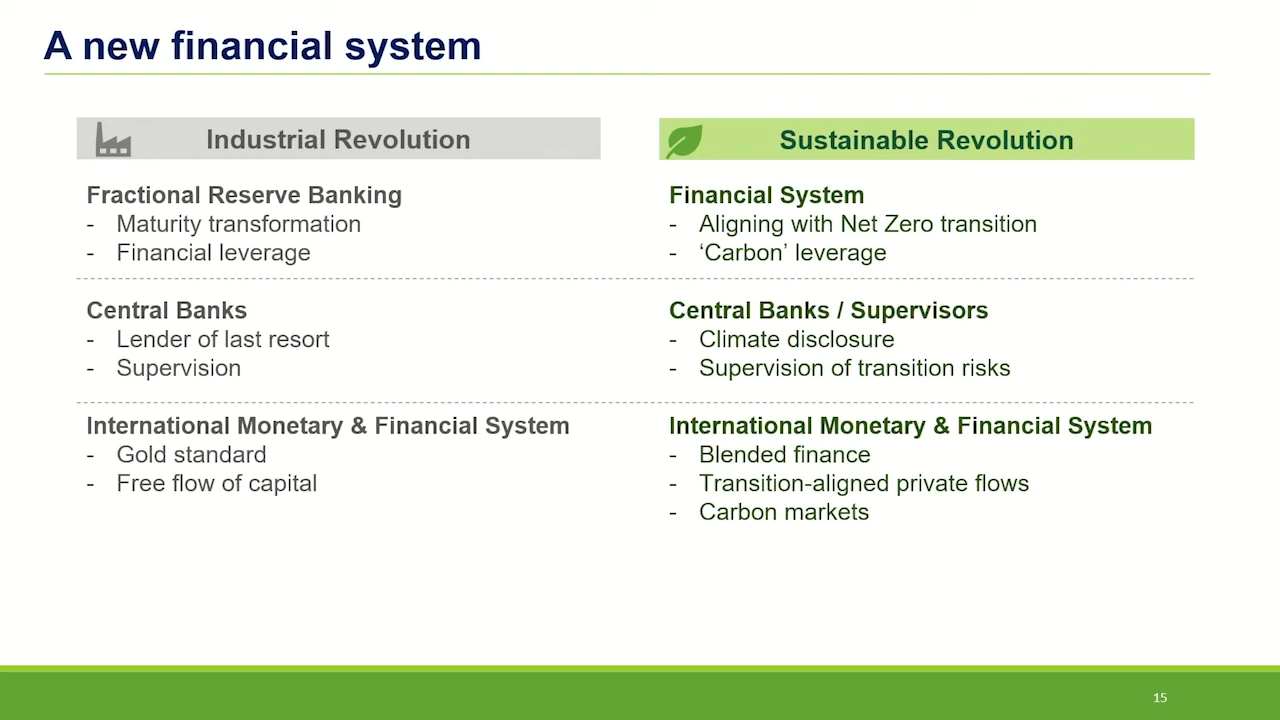 A new financial system
Industrial Revolution
Fractional Reserve Banking
- Maturity transformation
- Financial leverage
Central Banks
- Lender of last resort
- Supervision
International Monetary & Financial System
- Gold standard
- Free flow of capital
Sustainable Revolution
Financial System
- Aligning with Net Zero transition
- ‘Carbon’ leverage
Central Banks / Supervisors
- Climate disclosure
- Supervision of transition risks
International Monetary & Financial System
- Blended finance
- Transition-aligned private flows
- Carbon markets
15